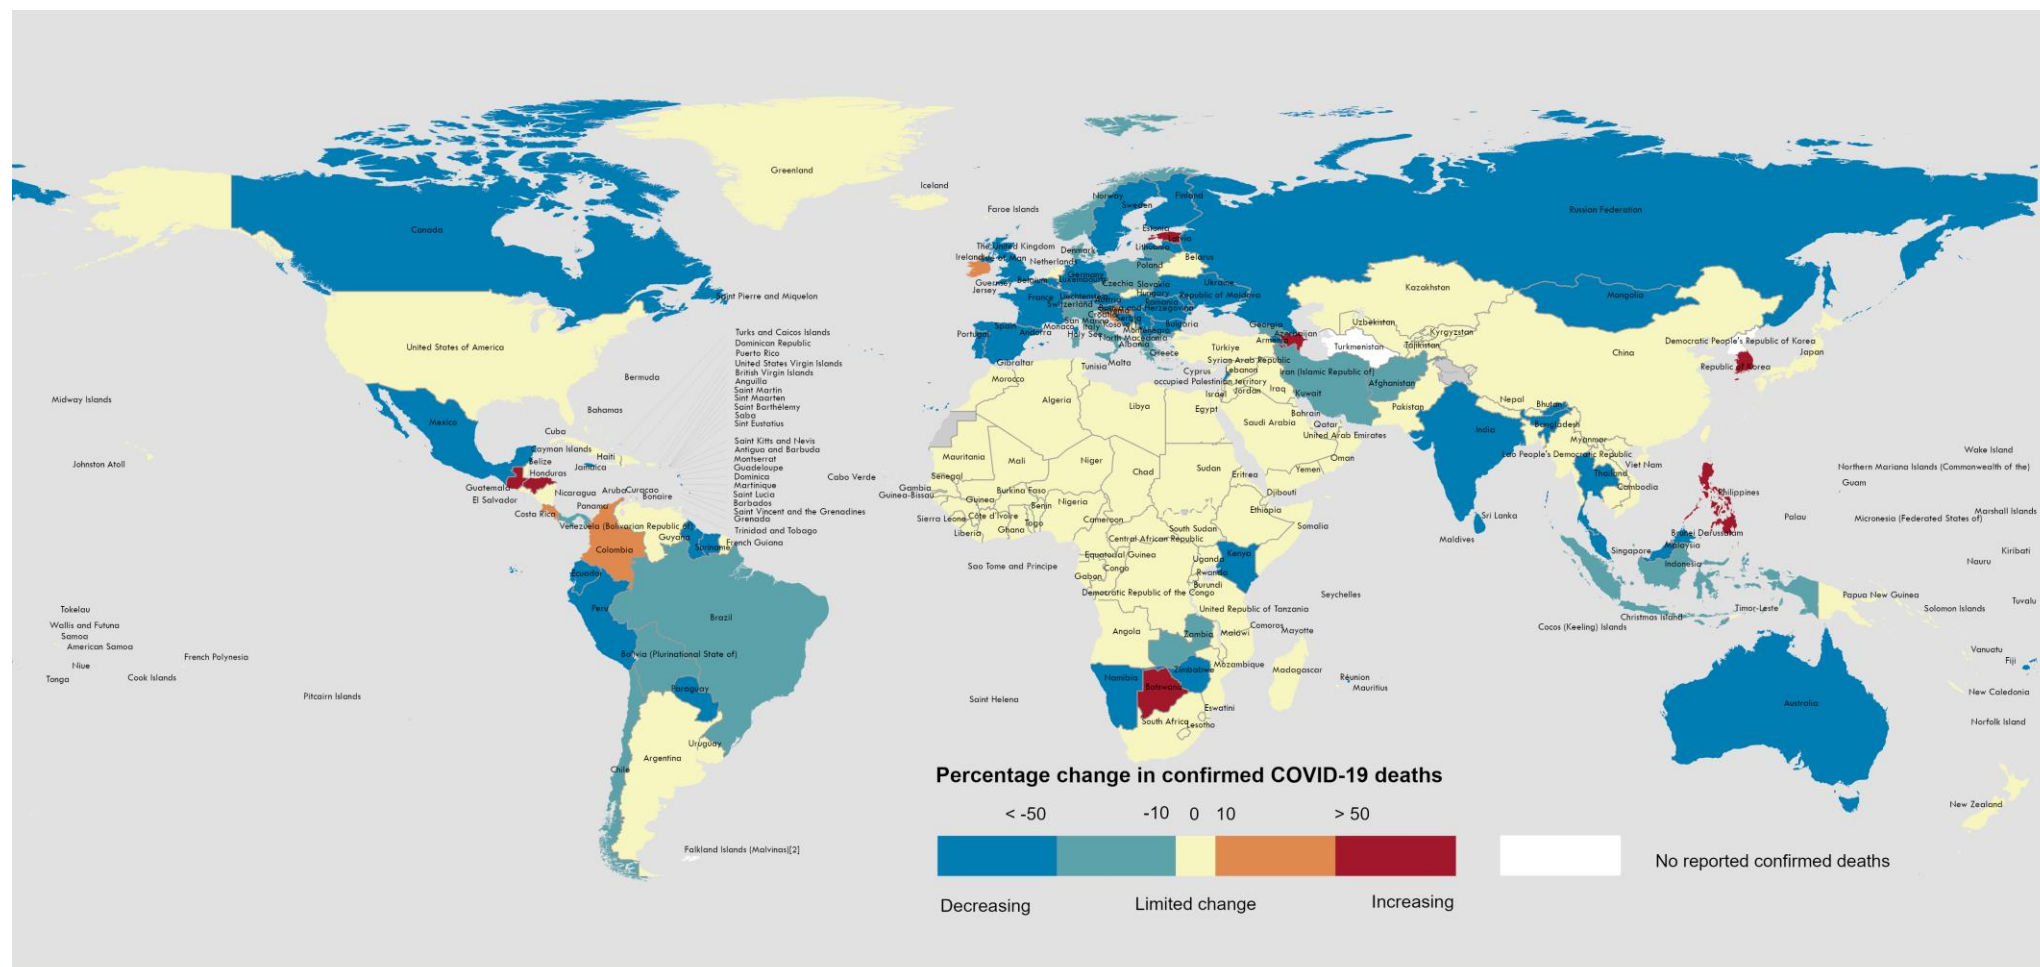 Greenland
Iceland
Faroe Islands
Norway
Sweden
Finland
Russian Federation
Canada
Estonia
Latvia
Lithuania
The United Kingdom
Denmark
Ireland
Isle of Man
Netherlands
Belarus
Poland
Guernsey
Jersey
Belgium
Germany
Luxembourg
Czechia
Slovakia
Ukraine
Kazakhstan
Mongolia
Saint Pierre and Miquelon
France
Liechtenstein
Switzerland
Austria
Hungary
Romania
Republic of Moldova
Bosnia and Herzegovina
Croatia
Serbia
San Marino
Kosovo
Bulgaria
Portugal
Spain
Andorra
Monaco
Italy
Holy See
Montenegro
North Macedonia
Albania
Greece
Georgia
Azerbaijan
Armenia
Uzbekistan
Kyrgyzstan
Turkmenistan
Tajikistan
China
Democratic People's Republic of Korea
Japan
Republic of Korea
United States of America
Bermuda
Turks and Caicos Islands
Dominican Republic
Puerto Rico
United States Virgin Islands
British Virgin Islands
Anguilla
Saint Martin
Sint Maarten
Saint Barthélemy
Saba
Sint Eustatius
Saint Kitts and Nevis
Antigua and Barbuda
Montserrat
Guadeloupe
Dominica
Martinique
Saint Lucia
Barbados
Saint Vincent and the Grenadines
Grenada
Trinidad and Tobago
Gibraltar
Malta
Tunisia
Morocco
Türkiye
Syrian Arab Republic
Cyprus
Lebanon
occupied Palestinian territory
Israel
Jordan
Iraq
Iran (Islamic Republic of)
Kuwait
Afghanistan
Pakistan
Nepal
Bhutan
Midway Islands
Mexico
Bahamas
Cuba
Cayman Islands
Belize
Haiti
Jamaica
Honduras
Guatemala
El Salvador
Nicaragua
Aruba
Curaçao
Bonaire
Costa Rica
Panama
Algeria
Libya
Egypt
Saudi Arabia
Bahrain
Qatar
United Arab Emirates
Oman
Yemen
India
Bangladesh
Myanmar
Lao People's Democratic Republic
Viet Nam
Thailand
Cambodia
Philippines
Wake Island
Northern Mariana Islands (Commonwealth of the)
Guam
Marshall Islands
Micronesia (Federated States of)
Palau
Johnston Atoll
Cabo Verde
Mauritania
Mali
Niger
Chad
Sudan
Eritrea
Senegal
Gambia
Guinea-Bissau
Guinea
Burkina Faso
Benin
Nigeria
Djibouti
Ethiopia
Sierra Leone
Côte d'Ivoire
Liberia
Ghana
Togo
Cameroon
South Sudan
Somalia
Central African Republic
Sri Lanka
Maldives
Brunei Darussalam
Malaysia
Singapore
Indonesia
Kiribati
Nauru
Venezuela (Bolivarian Republic of)
Guyana
Suriname
French Guiana
Colombia
Ecuador
Peru
Brazil
Equatorial Guinea
Sao Tome and Principe
Gabon
Congo
Uganda
Kenya
Rwanda
Burundi
Democratic Republic of the Congo
United Republic of Tanzania
Seychelles
Papua New Guinea
Timor-Leste
Solomon Islands
Tuvalu
Christmas Island
Cocos (Keeling) Islands
Tokelau
Wallis and Futuna
Samoa
American Samoa
Niue
Tonga
Cook Islands
French Polynesia
Pitcairn Islands
Bolivia (Plurinational State of)
Paraguay
Angola
Zambia
Malawi
Comoros
Mayotte
Mozambique
Madagascar
Zimbabwe
Namibia
Botswana
Réunion
Mauritius
Saint Helena
Eswatini
South Africa
Lesotho
Vanuatu
Fiji
New Caledonia
Australia
Norfolk Island
Uruguay
Argentina
Chile
New Zealand
Falkland Islands (Malvinas)[2]
Percentage change in confirmed COVID-19 deaths
< -50 -10 0 10 > 50
No reported confirmed deaths
Decreasing Limited change Increasing